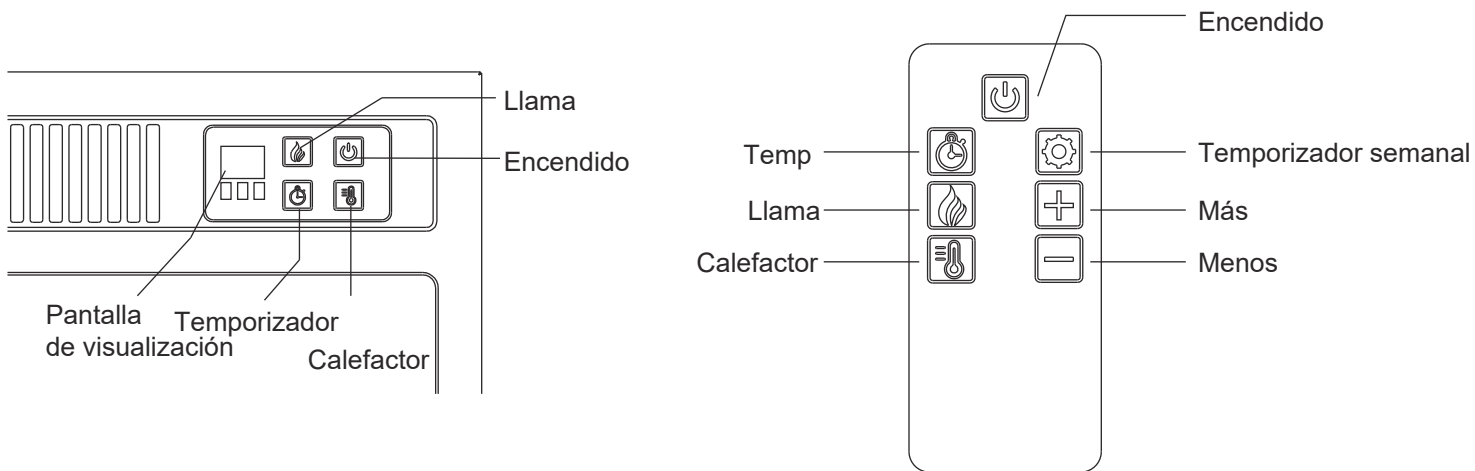 Llama
Encendido
Pantalla
de visualización
Temporizador
Calefactor
Encendido
Temp
Temporizador semanal
Llama
Más
Calefactor
Menos